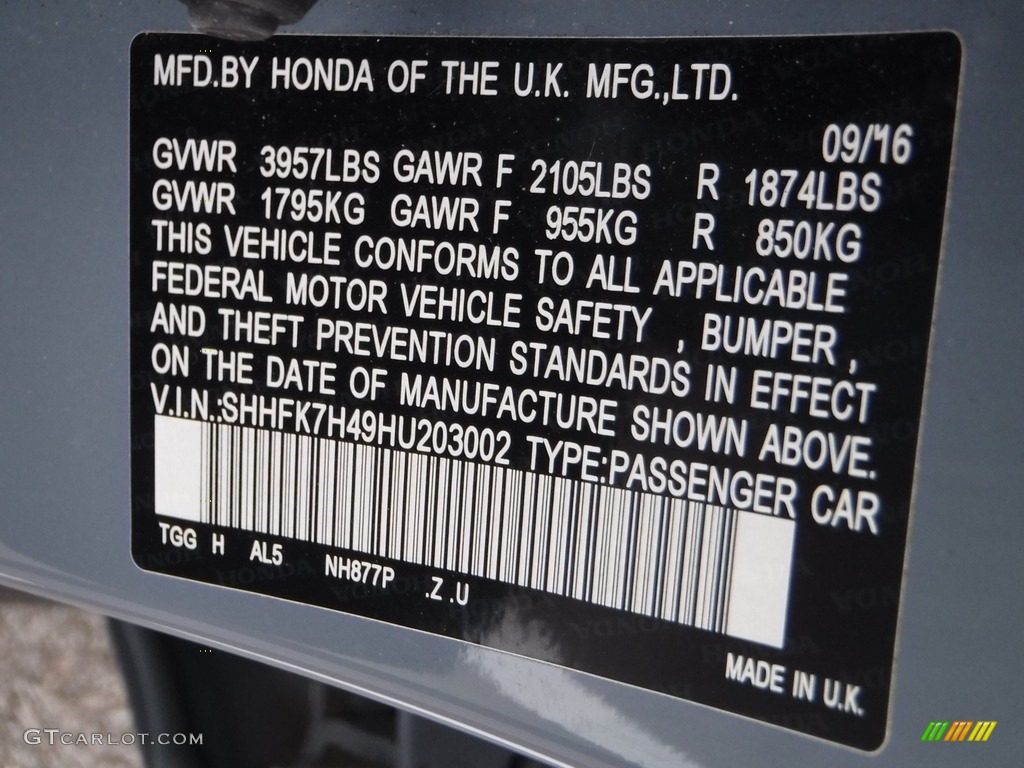 MFD.BY HONDA OF THE U.K. MFG.,LTD.
09/'16
GVWR 3957LBS GAWR F 2105LBS R 1874LBS
GVWR 1795KG GAWR F 955KG R 850KG
THIS VEHICLE CONFORMS TO ALL APPLICABLE
FEDERAL MOTOR VEHICLE SAFETY , BUMPER ,
AND THEFT PREVENTION STANDARDS IN EFFECT
ON THE DATE OF MANUFACTURE SHOWN ABOVE.
V.I.N.:SHHFK7H49HU203002 TYPE:PASSENGER CAR
TGG H AL5 NH877P .Z .U
MADE IN U.K.
GTCARLOT.COM